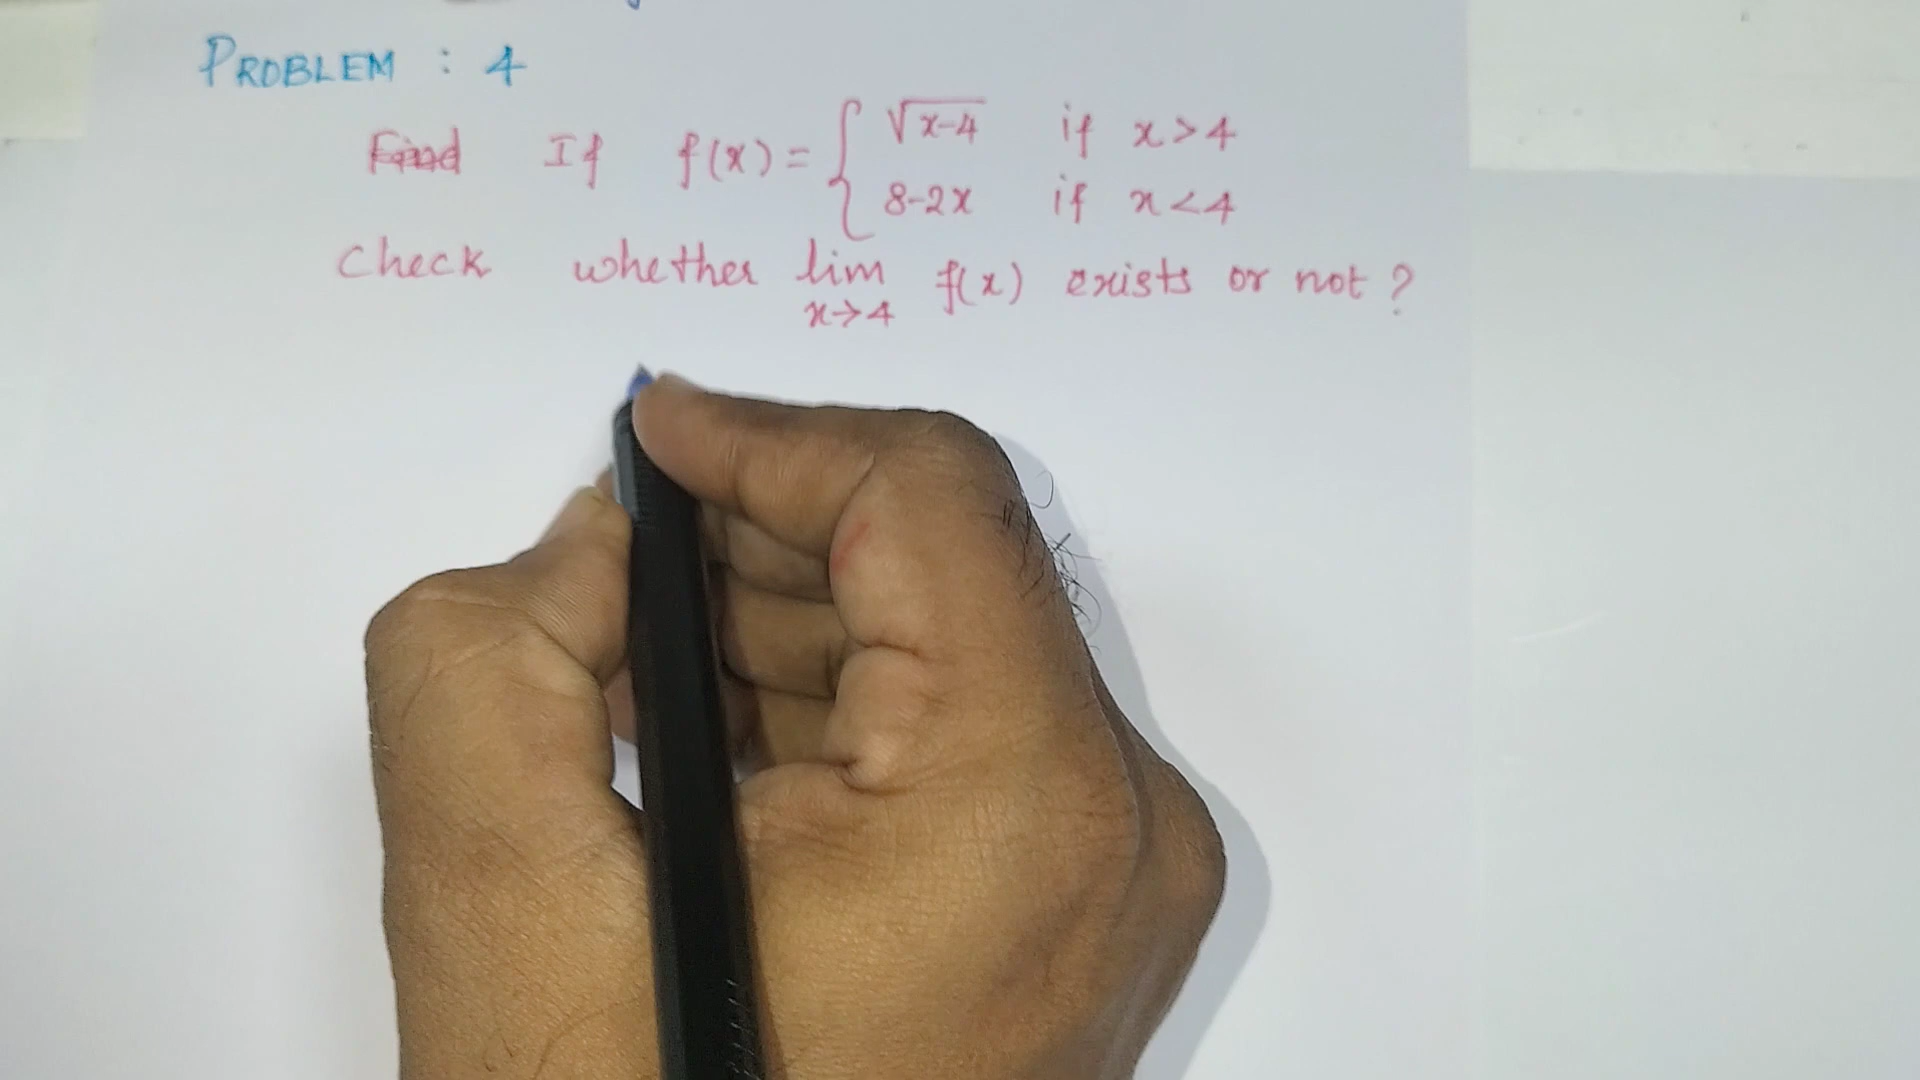 PROBLEM : 4
Find If f(x) = { √x-4 if x > 4
8-2x if x < 4
Check whether lim f(x) exists or not ?
x→4